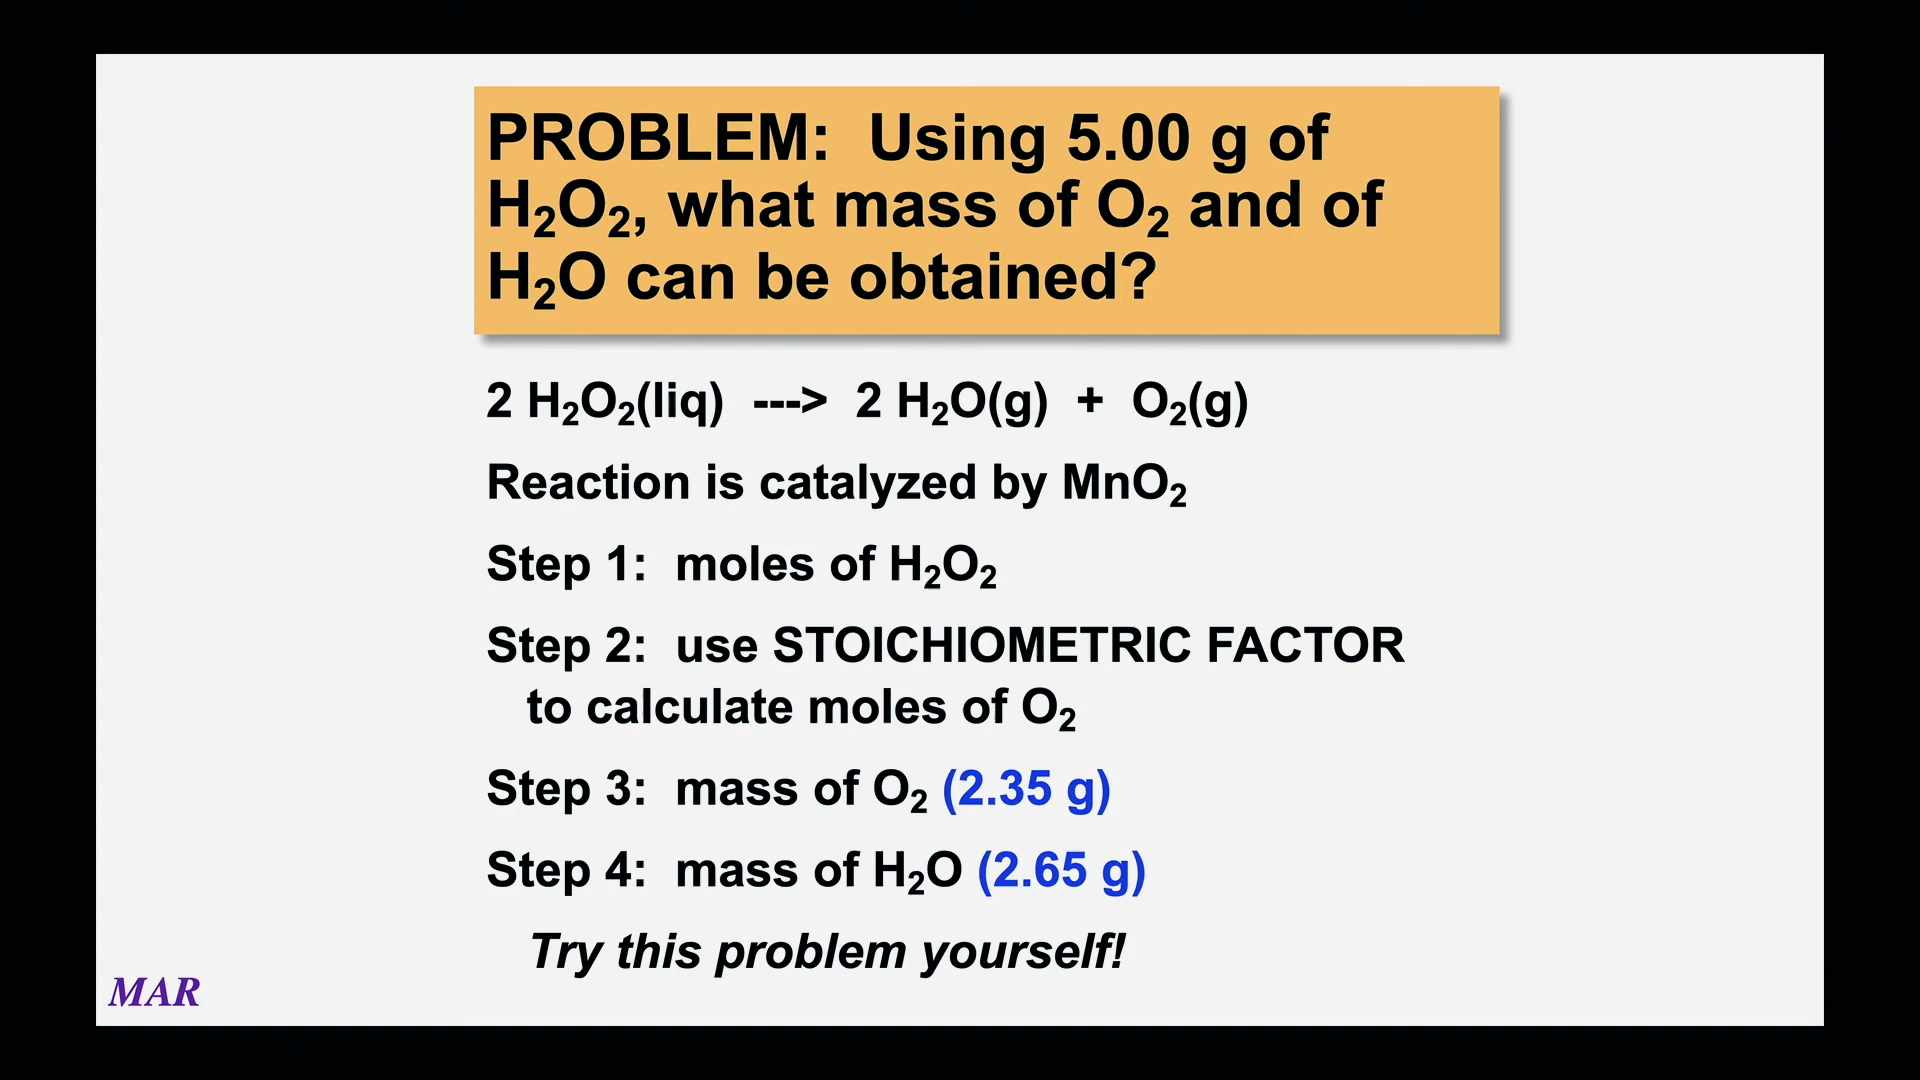 PROBLEM: Using 5.00 g of
H₂O₂, what mass of O₂ and of
H₂O can be obtained?
2 H₂O₂(liq) ---> 2 H₂O(g) + O₂(g)
Reaction is catalyzed by MnO₂
Step 1: moles of H₂O₂
Step 2: use STOICHIOMETRIC FACTOR
to calculate moles of O₂
Step 3: mass of O₂ (2.35 g)
Step 4: mass of H₂O (2.65 g)
Try this problem yourself!
MAR